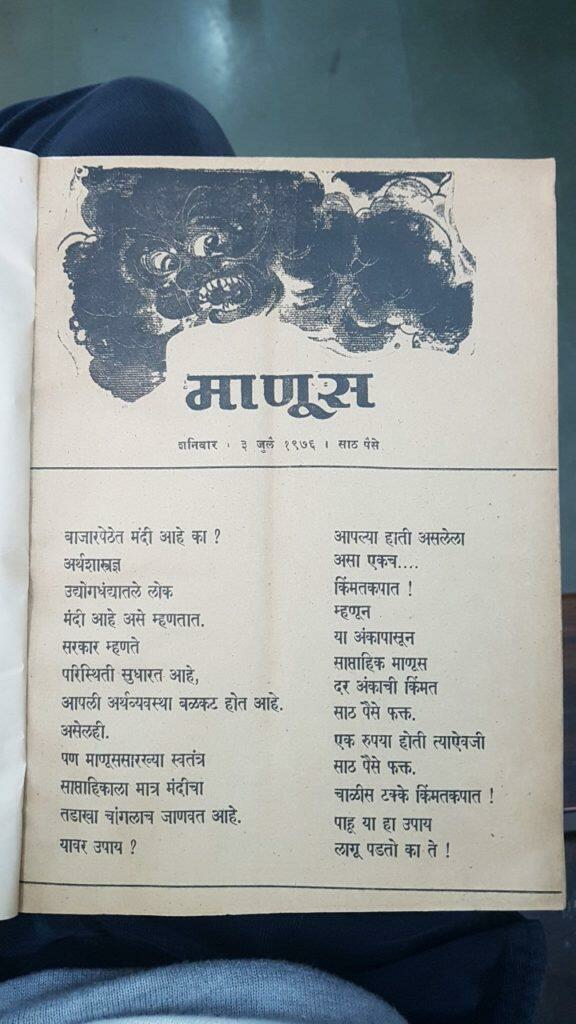 माणूस
शनिवार : ३ जुलै १९७६ । साठ पैसे
बाजारपेठेत मंदी आहे का ?
अर्थशास्त्रज्ञ
उद्योगधंद्यातले लोक
मंदी आहे असे म्हणतात.
सरकार म्हणते
परिस्थिती सुधारत आहे,
आपली अर्थव्यवस्था बळकट होत आहे.
असेलही.
पण माणूससारख्या स्वतंत्र
साप्ताहिकाला मात्र मंदीचा
तडाखा चांगलाच जाणवत आहे.
यावर उपाय ?
आपल्या हाती असलेला
असा एकच....
किंमतकपात !
म्हणून
या अंकापासून
साप्ताहिक माणूस
दर अंकाची किंमत
साठ पैसे फक्त.
एक रुपया होती त्याऐवजी
साठ पैसे फक्त.
चाळीस टक्के किंमतकपात !
पाहू या हा उपाय
लागू पडतो का ते !